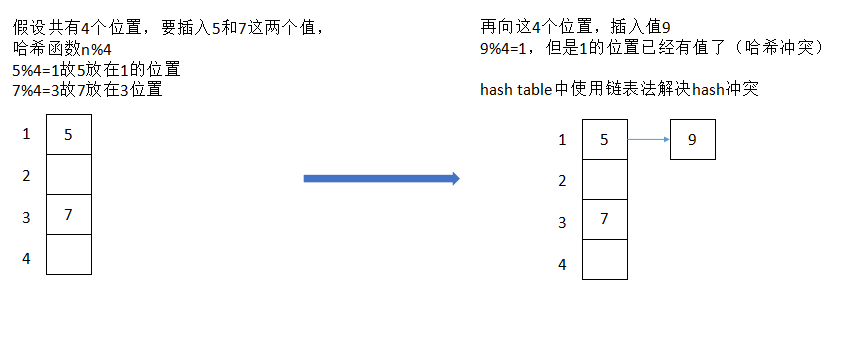 假设共有4个位置，要插入5和7这两个值，
哈希函数n%4
5%4=1故5放在1的位置
7%4=3故7放在3位置
1 5
2
3 7
4
再向这4个位置，插入值9
9%4=1，但是1的位置已经有值了（哈希冲突）
hash table中使用链表法解决hash冲突
1 5 9
2
3 7
4